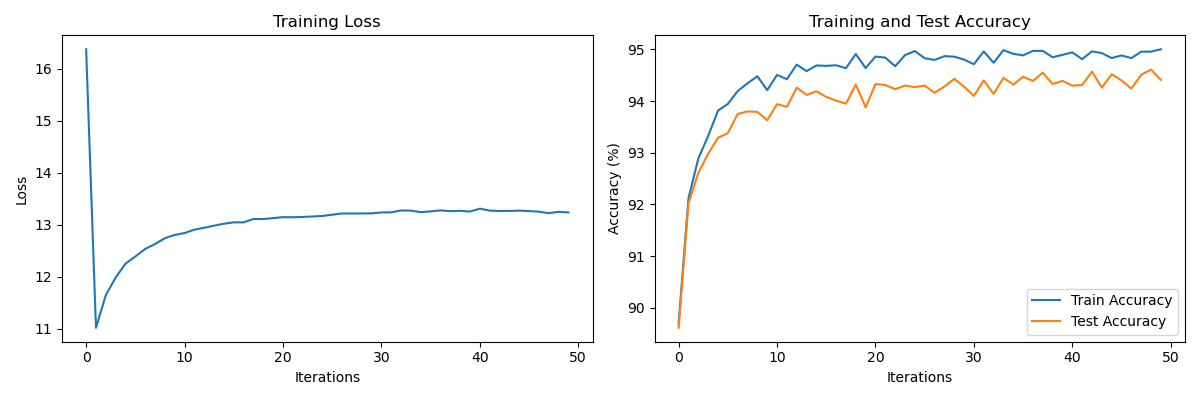 Training Loss
16
15
14
13
12
11
Loss
0 10 20 30 40 50
Iterations
Training and Test Accuracy
95
94
93
92
91
90
Accuracy (%)
Train Accuracy
Test Accuracy
0 10 20 30 40 50
Iterations